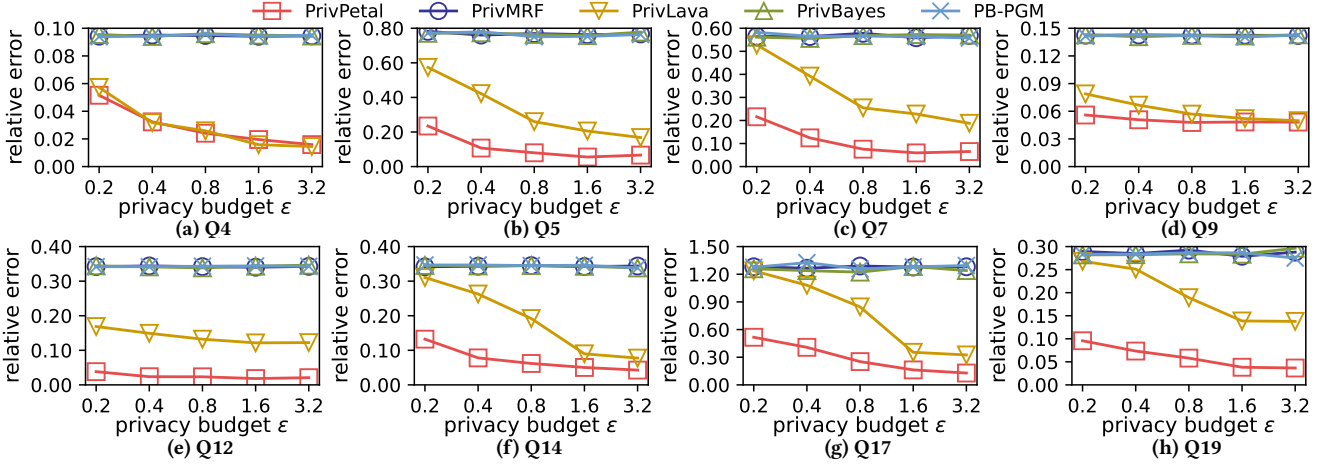 PrivPetal PrivMRF PrivLava PrivBayes PB-PGM
relative error
0.10
0.08
0.06
0.04
0.02
0.00
0.2 0.4 0.8 1.6 3.2
privacy budget ε
(a) Q4
relative error
0.80
0.60
0.40
0.20
0.00
0.2 0.4 0.8 1.6 3.2
privacy budget ε
(b) Q5
relative error
0.60
0.50
0.40
0.30
0.20
0.10
0.00
0.2 0.4 0.8 1.6 3.2
privacy budget ε
(c) Q7
relative error
0.15
0.12
0.09
0.06
0.03
0.00
0.2 0.4 0.8 1.6 3.2
privacy budget ε
(d) Q9
relative error
0.40
0.30
0.20
0.10
0.00
0.2 0.4 0.8 1.6 3.2
privacy budget ε
(e) Q12
relative error
0.40
0.30
0.20
0.10
0.00
0.2 0.4 0.8 1.6 3.2
privacy budget ε
(f) Q14
relative error
1.50
1.20
0.90
0.60
0.30
0.00
0.2 0.4 0.8 1.6 3.2
privacy budget ε
(g) Q17
relative error
0.30
0.25
0.20
0.15
0.10
0.05
0.00
0.2 0.4 0.8 1.6 3.2
privacy budget ε
(h) Q19